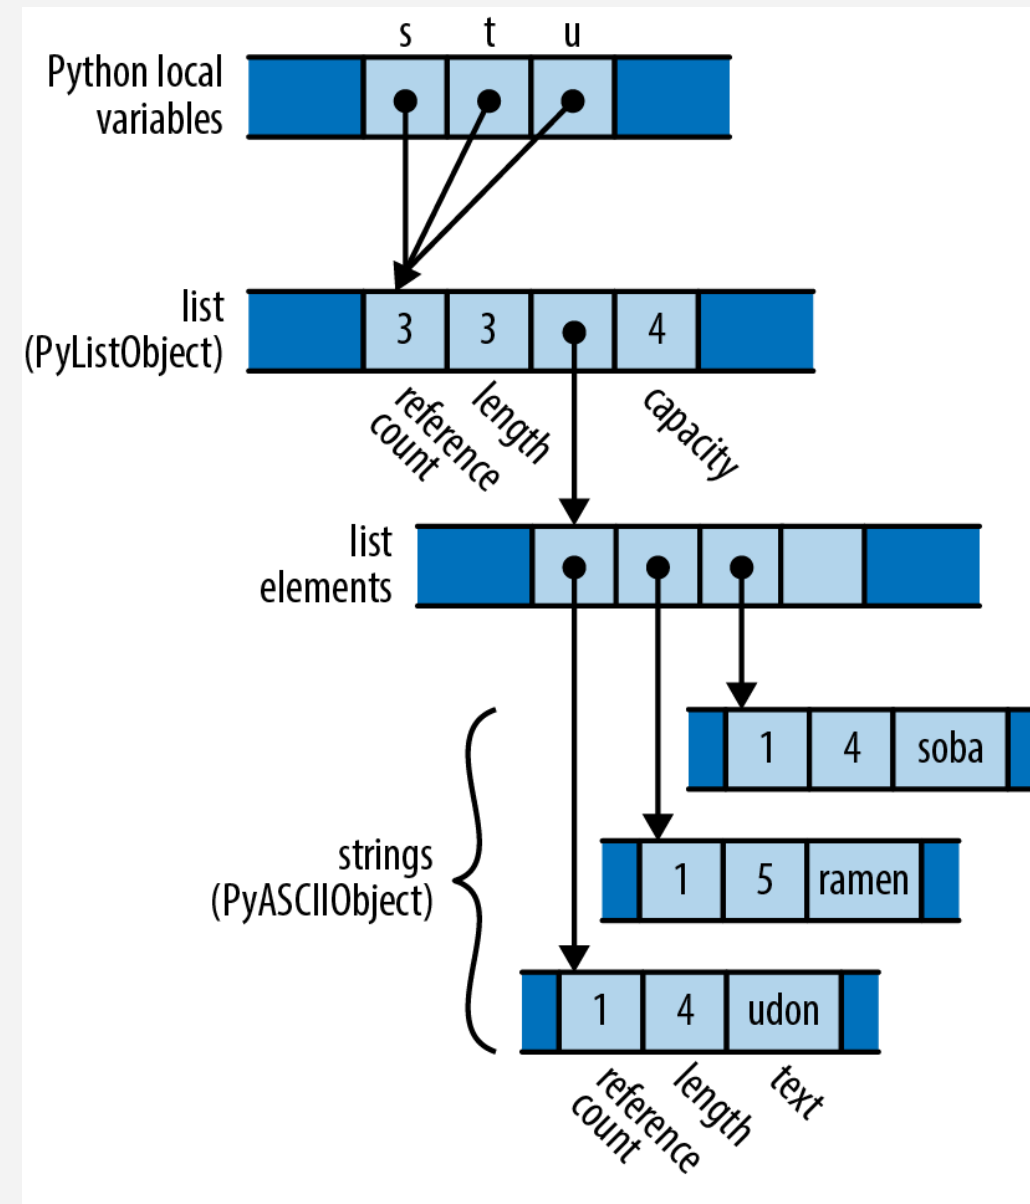 s t u
Python local
variables
list
(PyListObject)
3 3 4
reference
count
length
capacity
list
elements
1 4 soba
strings
(PyASCIIObject)
1 5 ramen
1 4 udon
reference
count
length
text